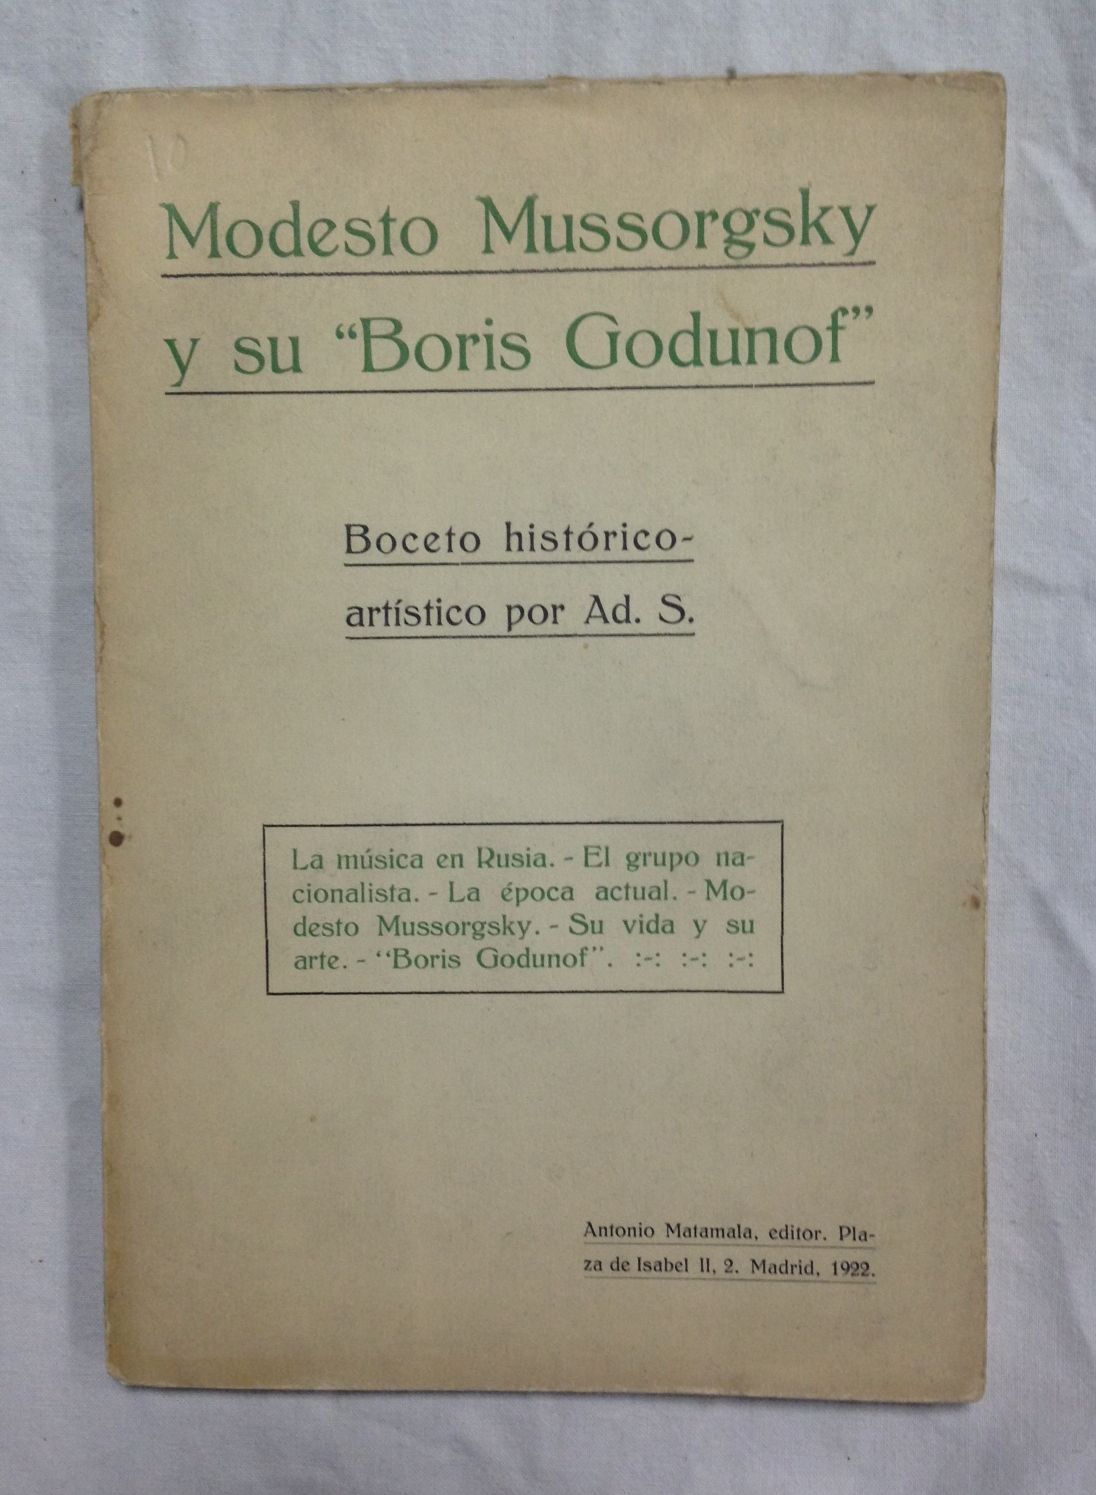 10
Modesto Mussorgsky
y su “Boris Godunof”
Boceto histórico-
artístico por Ad. S.
La música en Rusia. - El grupo na-
cionalista. - La época actual. - Mo-
desto Mussorgsky. - Su vida y su
arte. - “Boris Godunof”. :-: :-: :-:
Antonio Matamala, editor. Pla-
za de Isabel II, 2. Madrid, 1922.